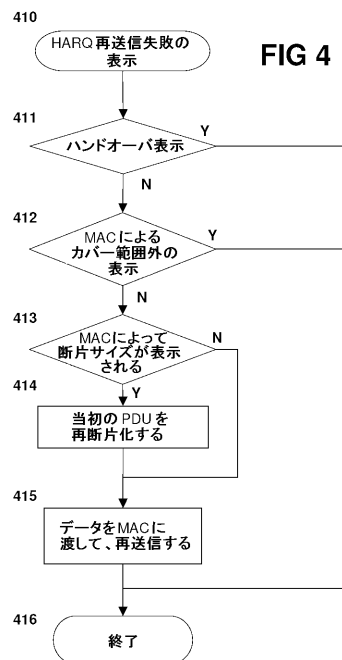 410
HARQ再送信失敗の
表示
FIG 4
411
ハンドオーバ表示
Y
N
412
MACによる
カバー範囲外の
表示
Y
N
413
MACによって
断片サイズが表示
される
N
Y
414
当初のPDUを
再断片化する
415
データをMACに
渡して、再送信する
416
終了